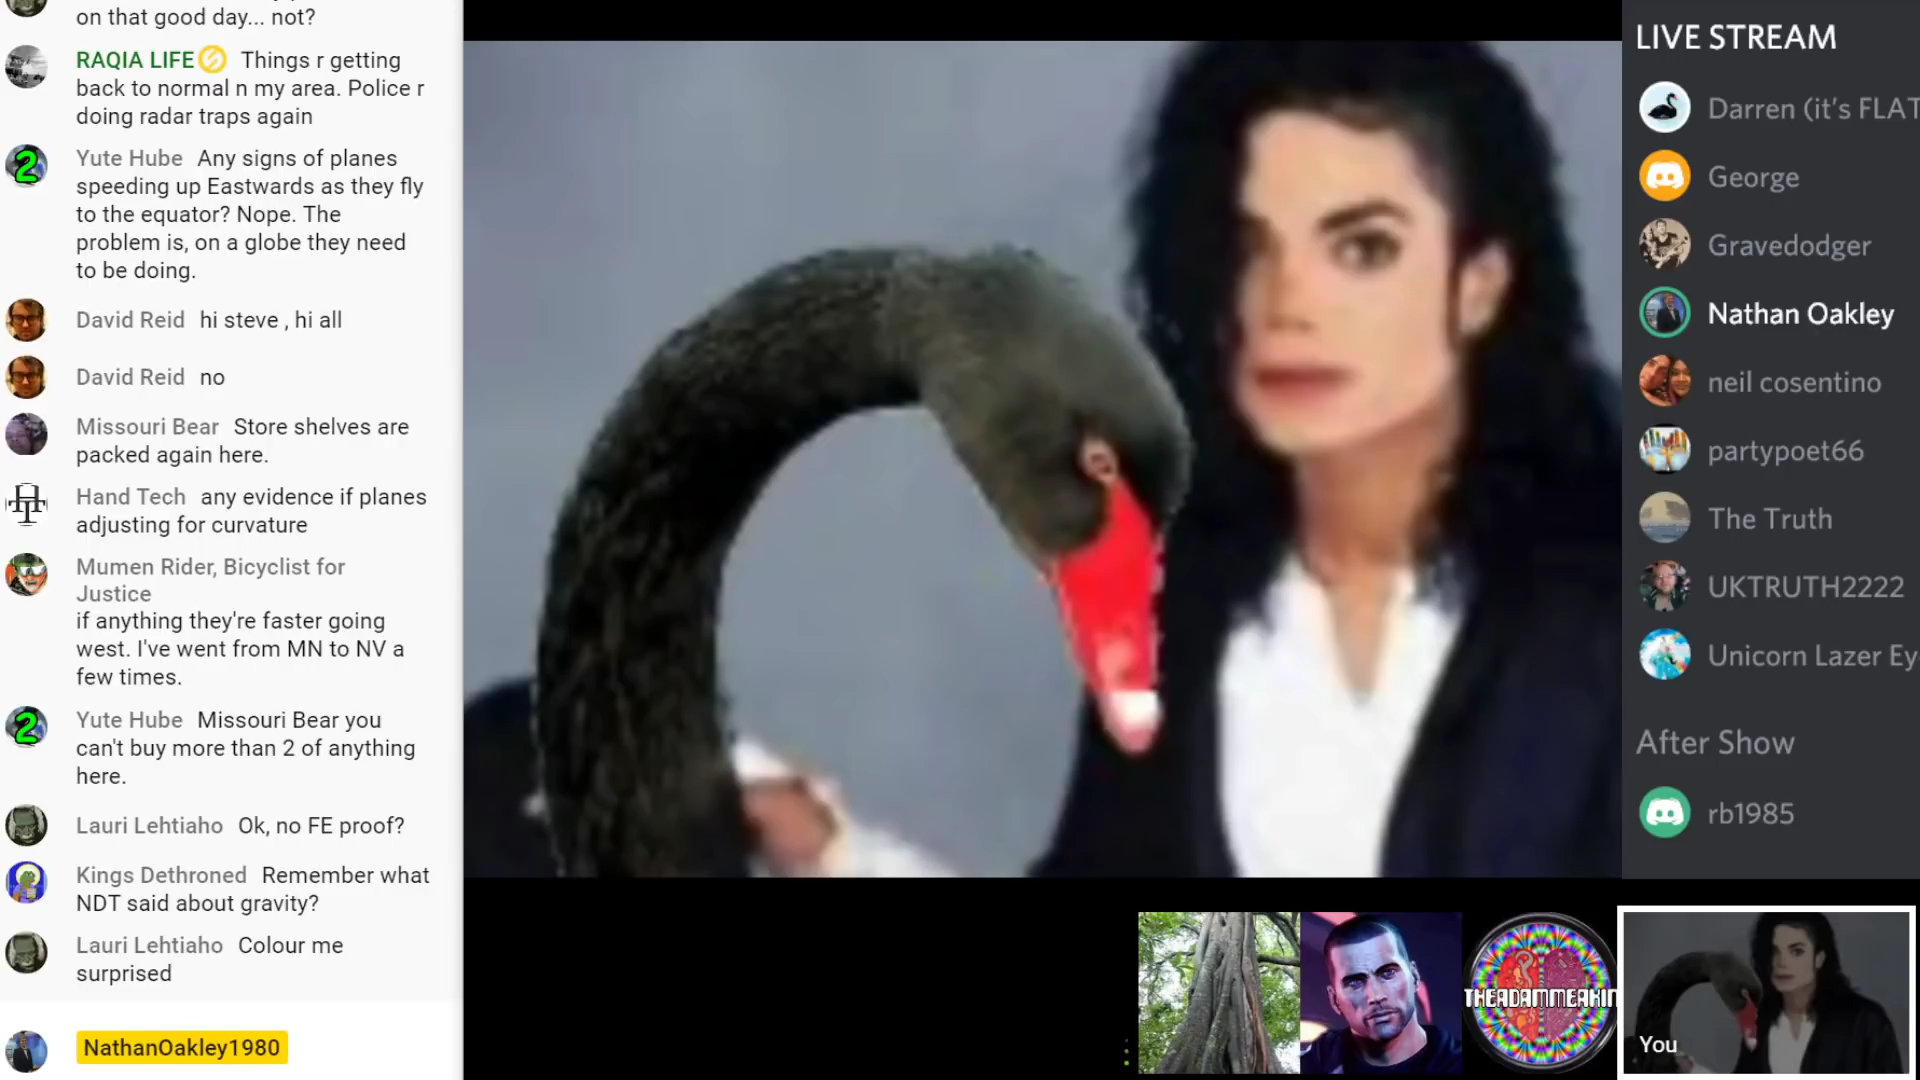 on that good day... not?
RAQIA LIFE Things r getting
back to normal n my area. Police r
doing radar traps again
Yute Hube Any signs of planes
speeding up Eastwards as they fly
to the equator? Nope. The
problem is, on a globe they need
to be doing.
David Reid hi steve , hi all
David Reid no
Missouri Bear Store shelves are
packed again here.
Hand Tech any evidence if planes
adjusting for curvature
Mumen Rider, Bicyclist for
Justice
if anything they're faster going
west. I've went from MN to NV a
few times.
Yute Hube Missouri Bear you
can't buy more than 2 of anything
here.
Lauri Lehtiaho Ok, no FE proof?
Kings Dethroned Remember what
NDT said about gravity?
Lauri Lehtiaho Colour me
surprised
NathanOakley1980
LIVE STREAM
Darren (it's FLAT
George
Gravedodger
Nathan Oakley
neil cosentino
partypoet66
The Truth
UKTRUTH2222
Unicorn Lazer Ey
After Show
rb1985
THEADAMMEAKIN
You